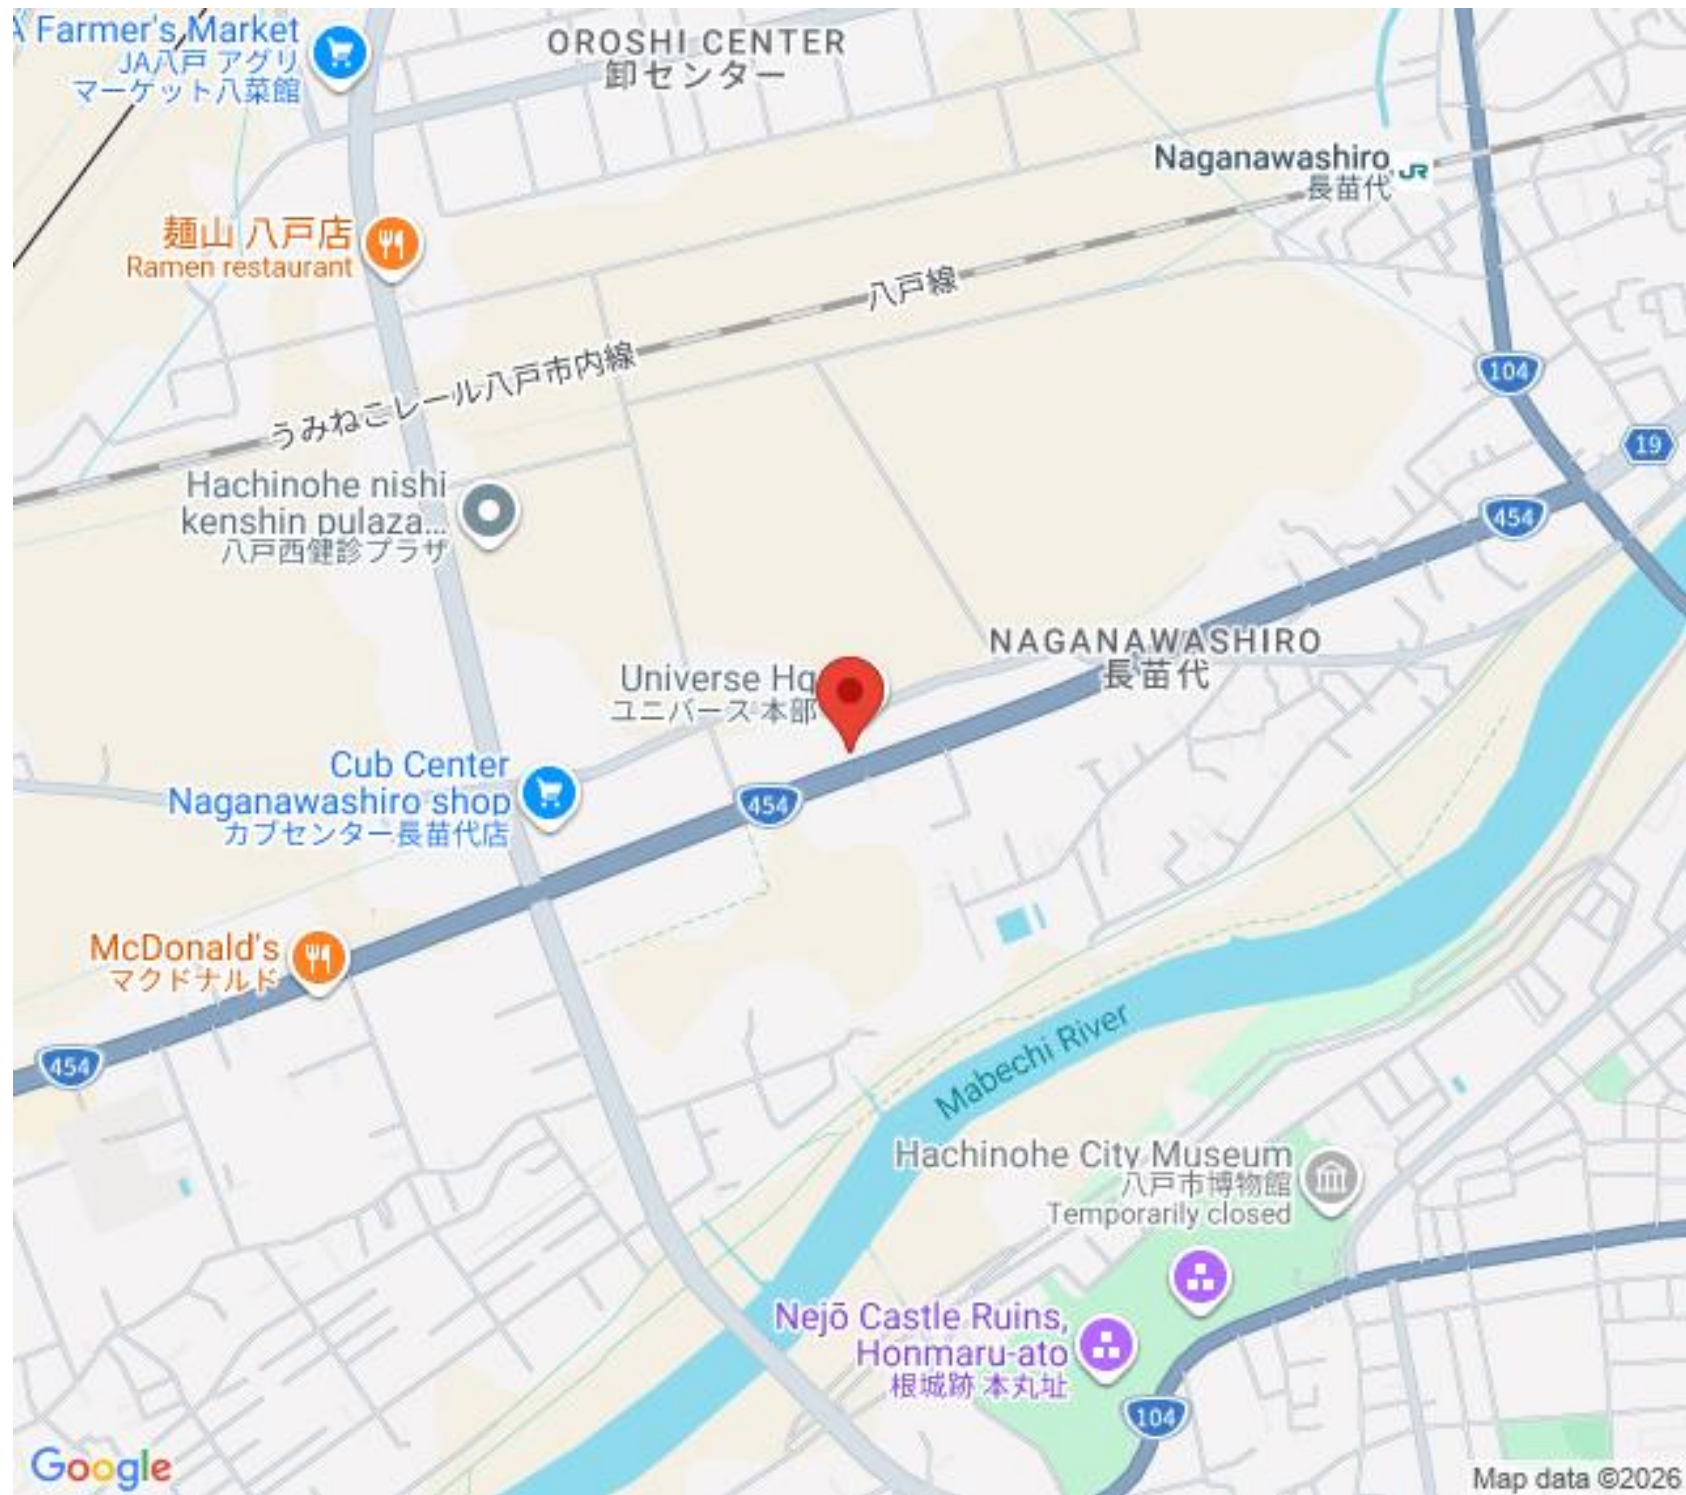 A Farmer's Market
JA八戸 アグリ
マーケット八菜館
OROSHI CENTER
卸センター
Naganawashiro
長苗代
JR
麺山 八戸店
Ramen restaurant
八戸線
うみねこレール八戸市内線
104
19
Hachinohe nishi
kenshin pulaza...
八戸西健診プラザ
454
NAGANAWASHIRO
長苗代
Universe Hq
ユニバース 本部
Cub Center
Naganawashiro shop
カブセンター長苗代店
454
McDonald's
マクドナルド
454
Mabechi River
Hachinohe City Museum
八戸市博物館
Temporarily closed
Nejō Castle Ruins,
Honmaru-ato
根城跡 本丸址
104
Google
Map data ©2026